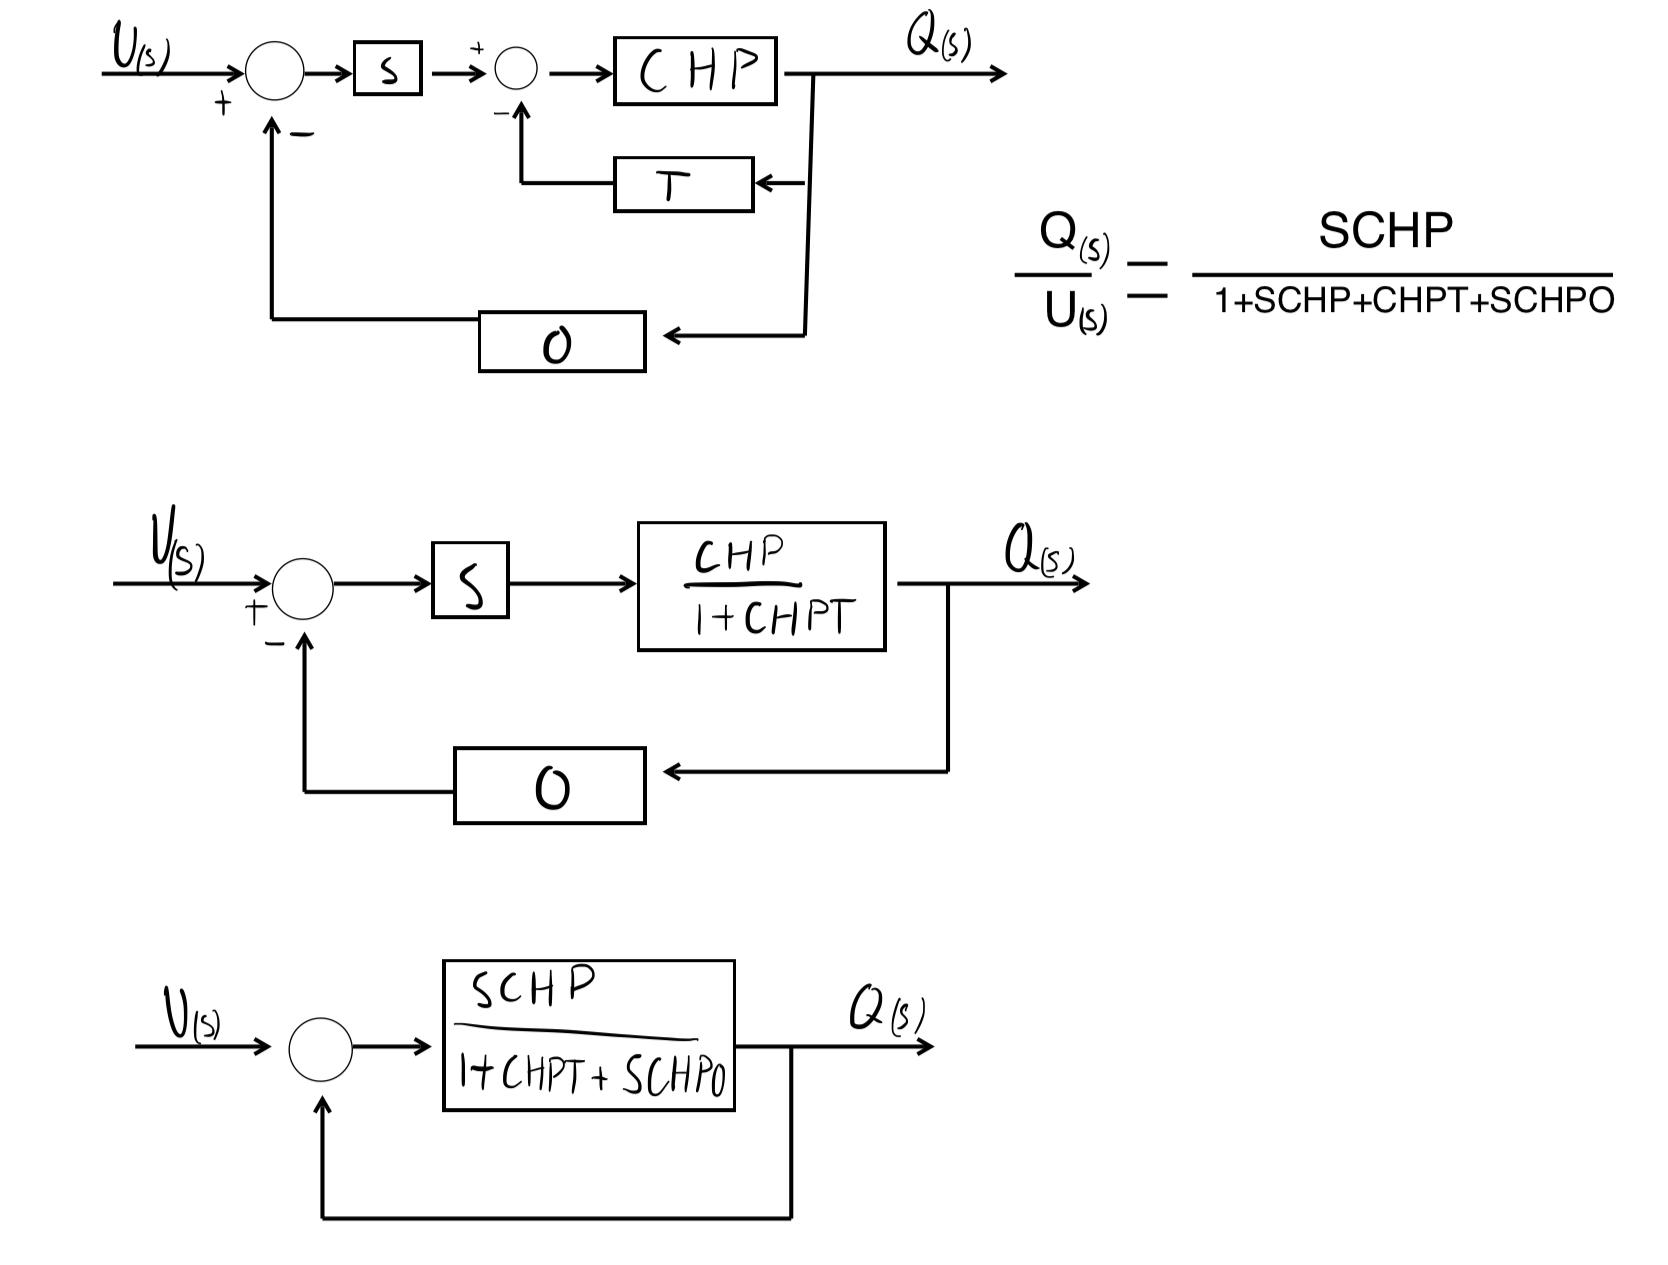 U(s) + − S + − CHP Q(s)
T
O
Q(s) / U(s) = SCHP / 1+SCHP+CHPT+SCHPO
U(s) + − S CHP / 1+CHPT Q(s)
O
U(s) SCHP / 1+CHPT+SCHPO Q(s)